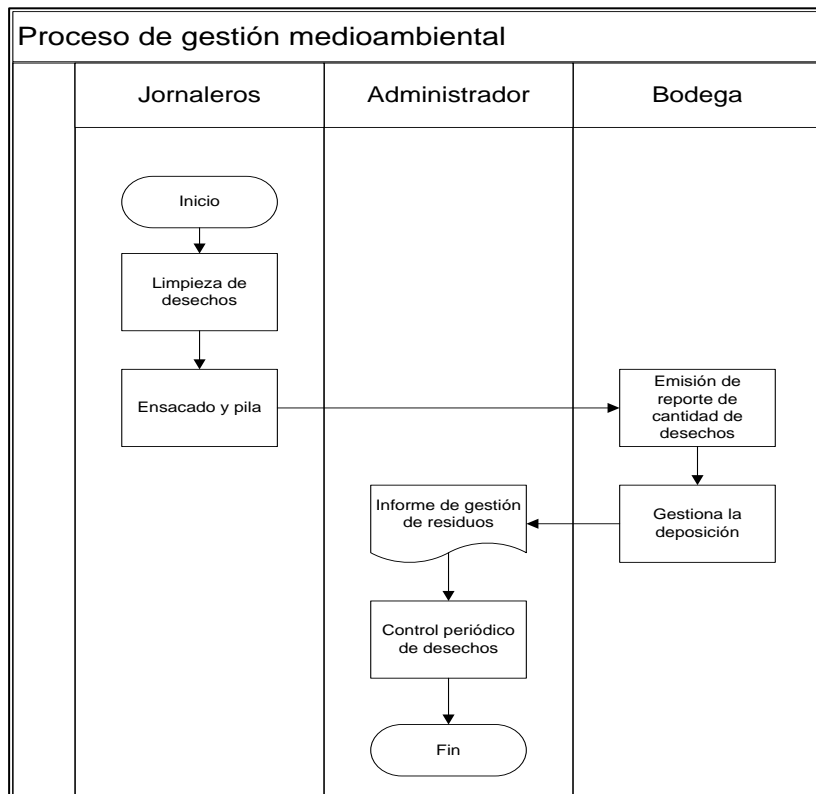 Proceso de gestión medioambiental
Jornaleros
Administrador
Bodega
Inicio
Limpieza de
desechos
Ensacado y pila
Emisión de
reporte de
cantidad de
desechos
Informe de gestión
de residuos
Gestiona la
deposición
Control periódico
de desechos
Fin